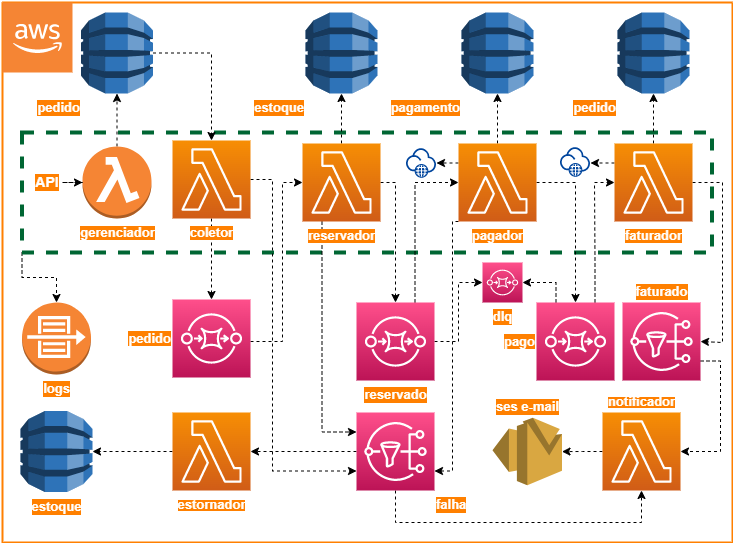 aws
pedido
estoque
pagamento
pedido
API
gerenciador
coletor
reservador
pagador
faturador
pedido
dlq
pago
faturado
logs
reservado
ses e-mail
notificador
estoque
estornador
falha